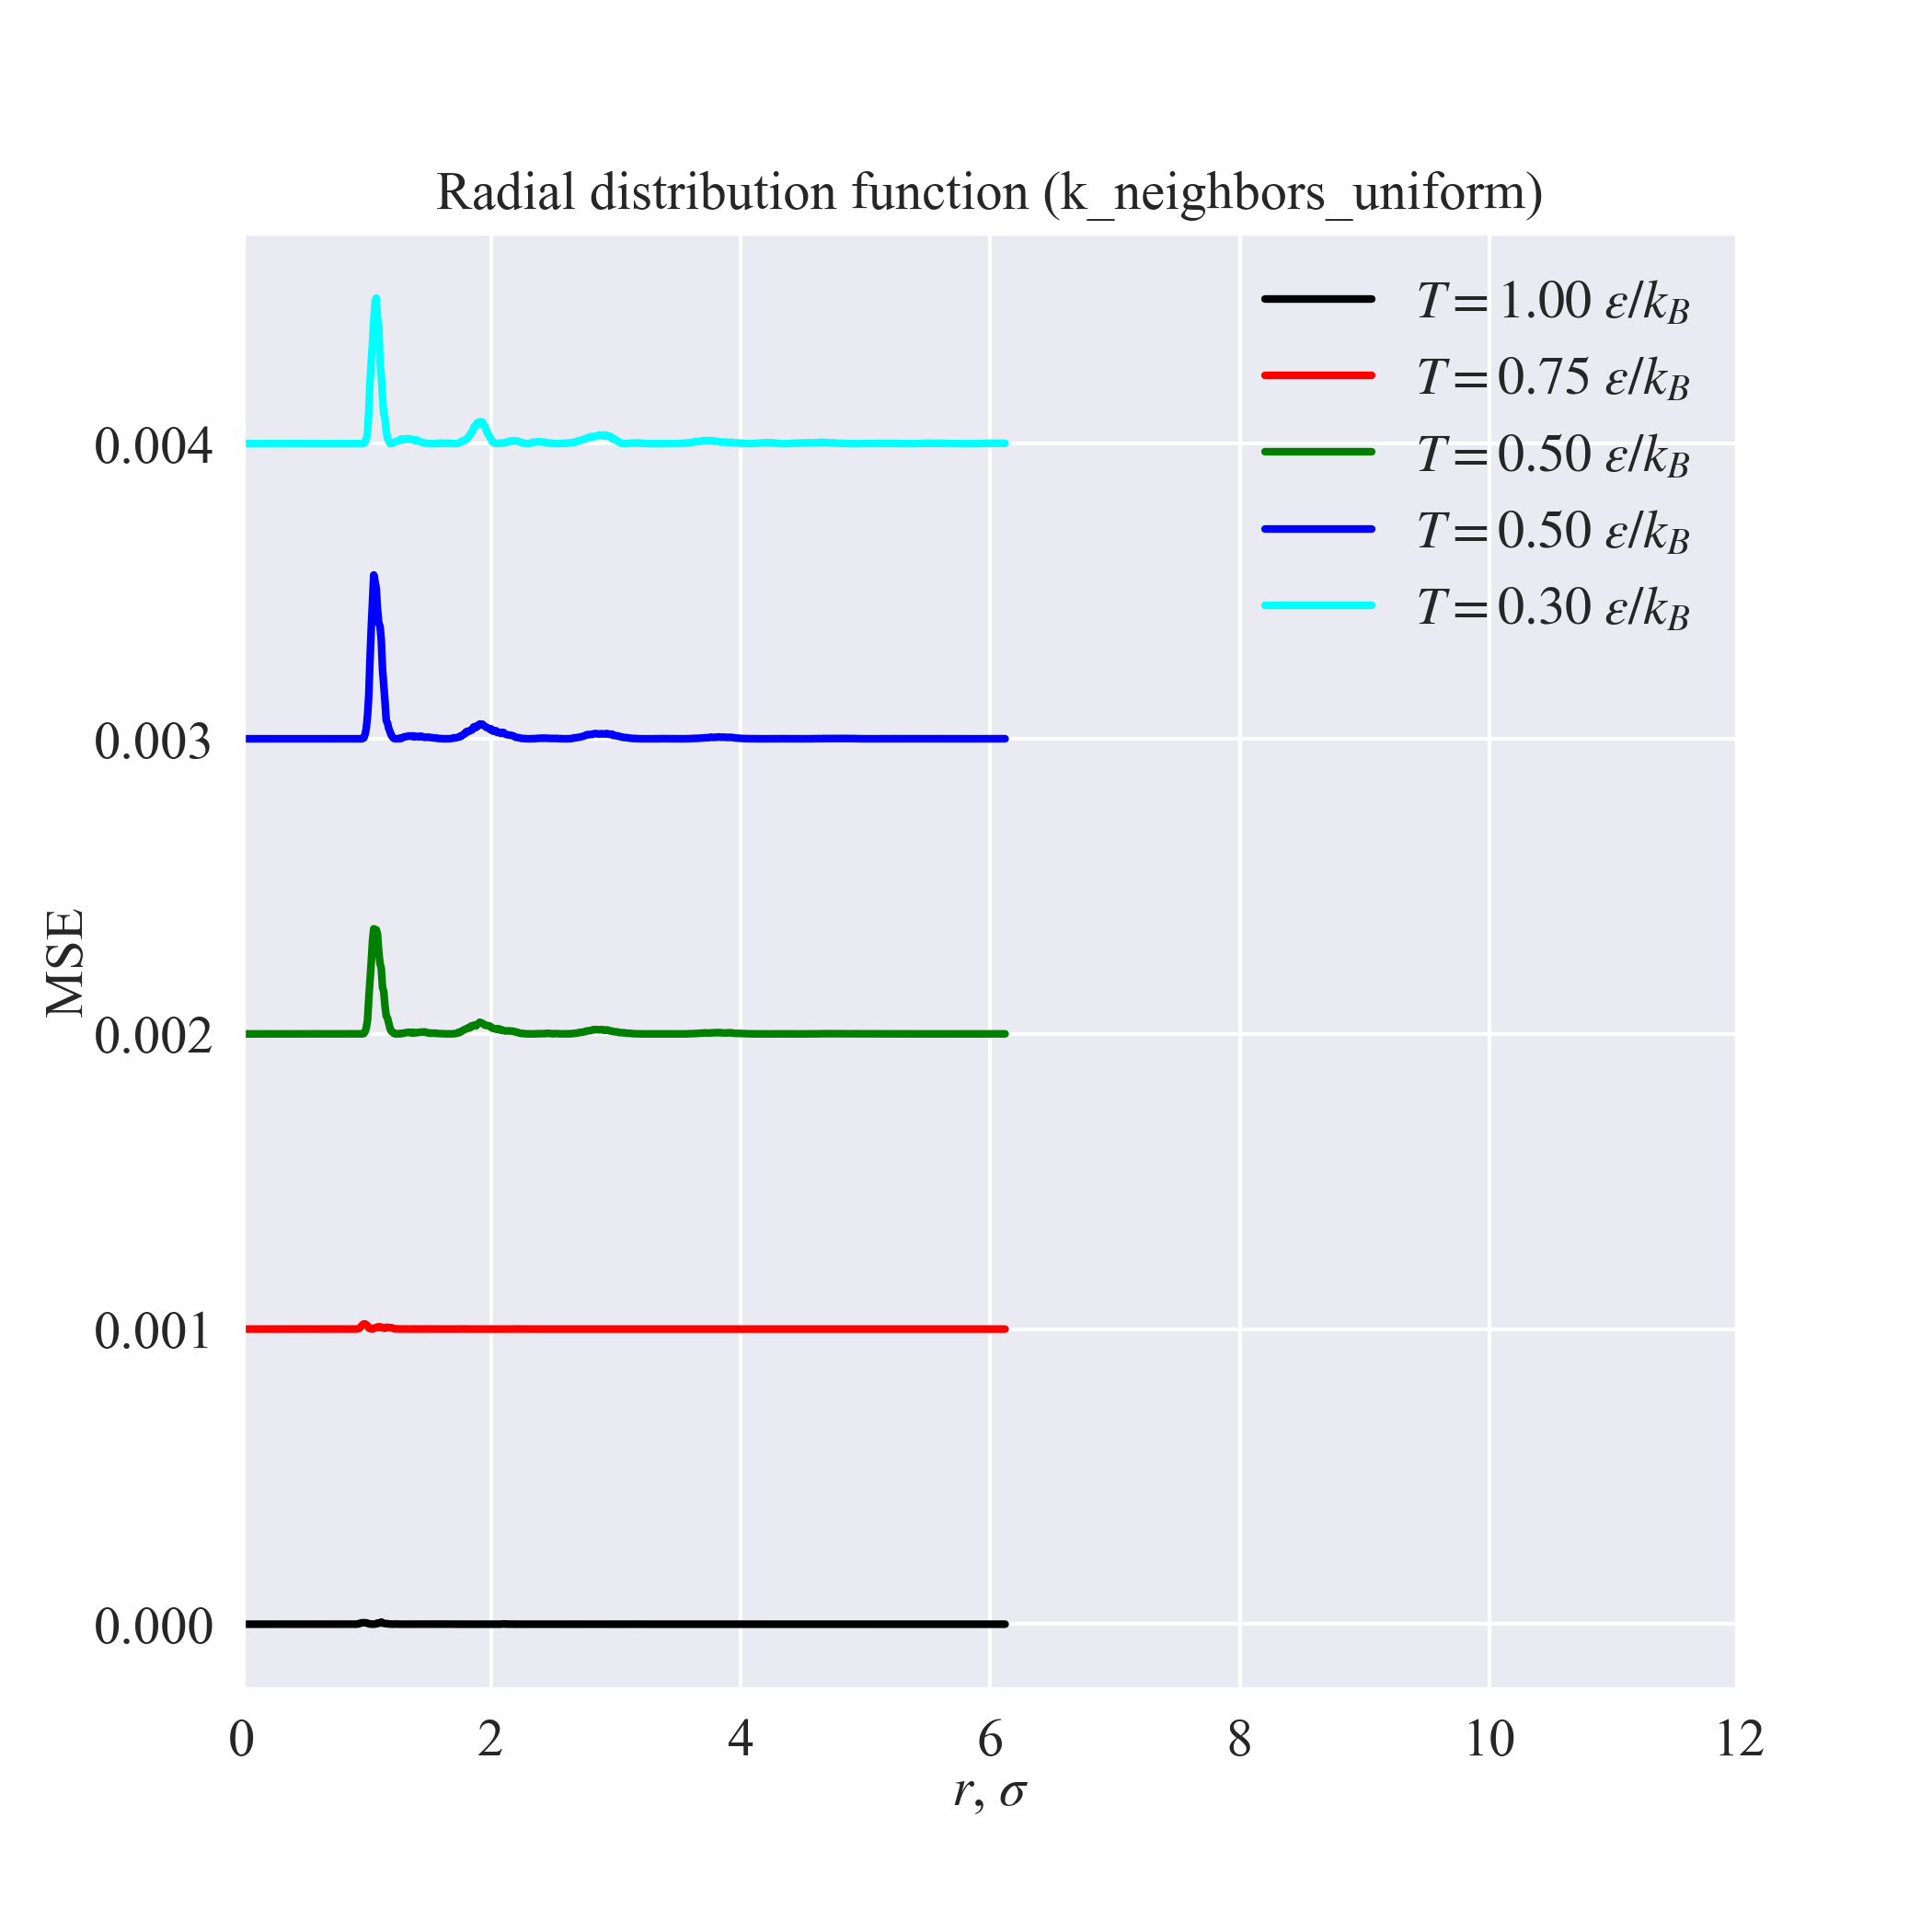 Radial distribution function (k_neighbors_uniform)
T = 1.00 ε/k_B
T = 0.75 ε/k_B
T = 0.50 ε/k_B
T = 0.50 ε/k_B
T = 0.30 ε/k_B
0.004
0.003
0.002
0.001
0.000
MSE
0 2 4 6 8 10 12
r, σ